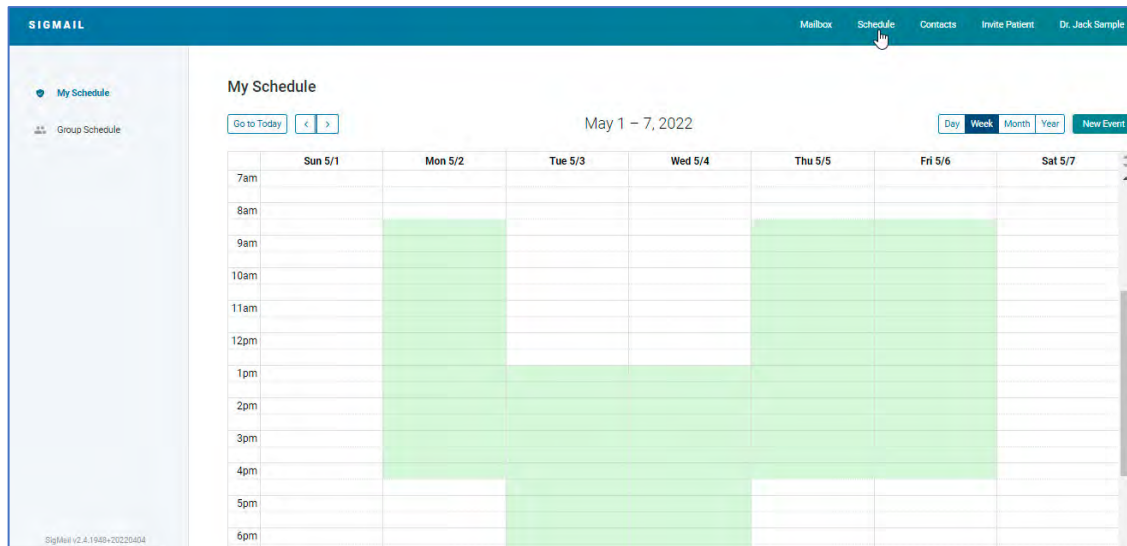 SIGMAIL
Mailbox Schedule Contacts Invite Patient Dr. Jack Sample
My Schedule
Group Schedule
My Schedule
Go to Today < >
May 1 – 7, 2022
Day Week Month Year New Event
Sun 5/1 Mon 5/2 Tue 5/3 Wed 5/4 Thu 5/5 Fri 5/6 Sat 5/7
7am
8am
9am
10am
11am
12pm
1pm
2pm
3pm
4pm
5pm
6pm
SigMail v2.4.1948+20220404